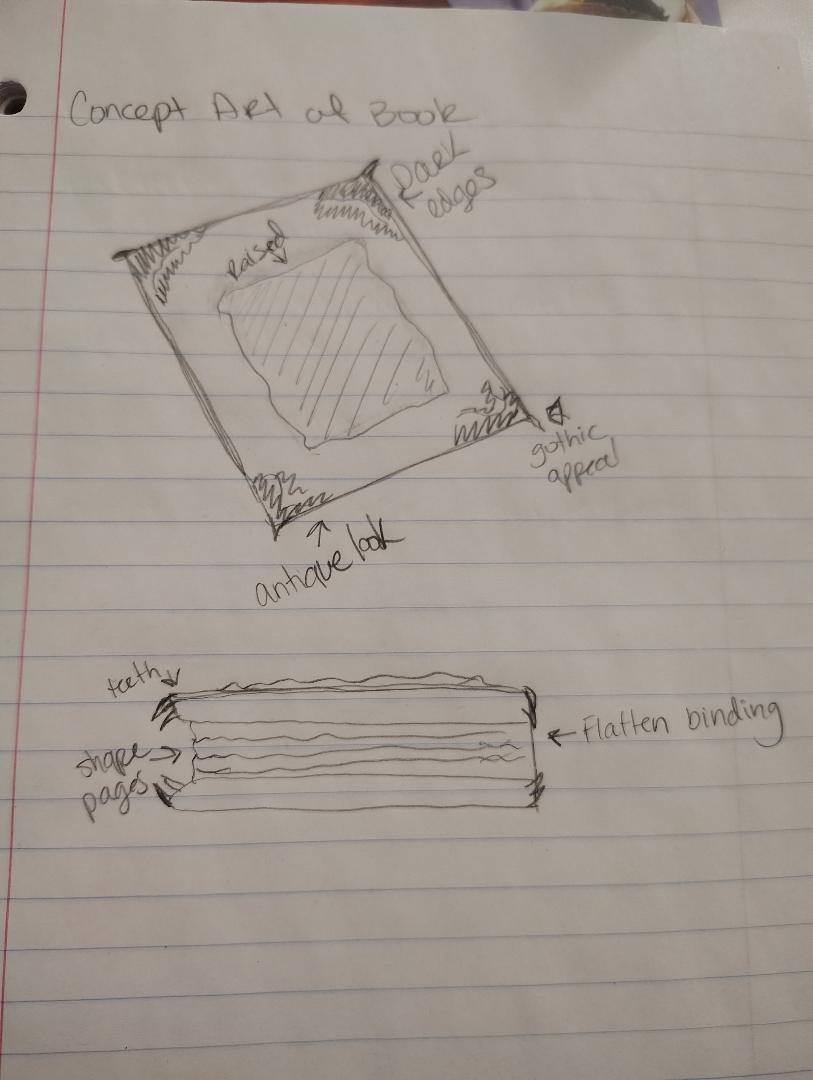 Concept Art of Book
Dark
edges
Raised
gothic
appeal
antique look
teeth
Flatten binding
shape
pages